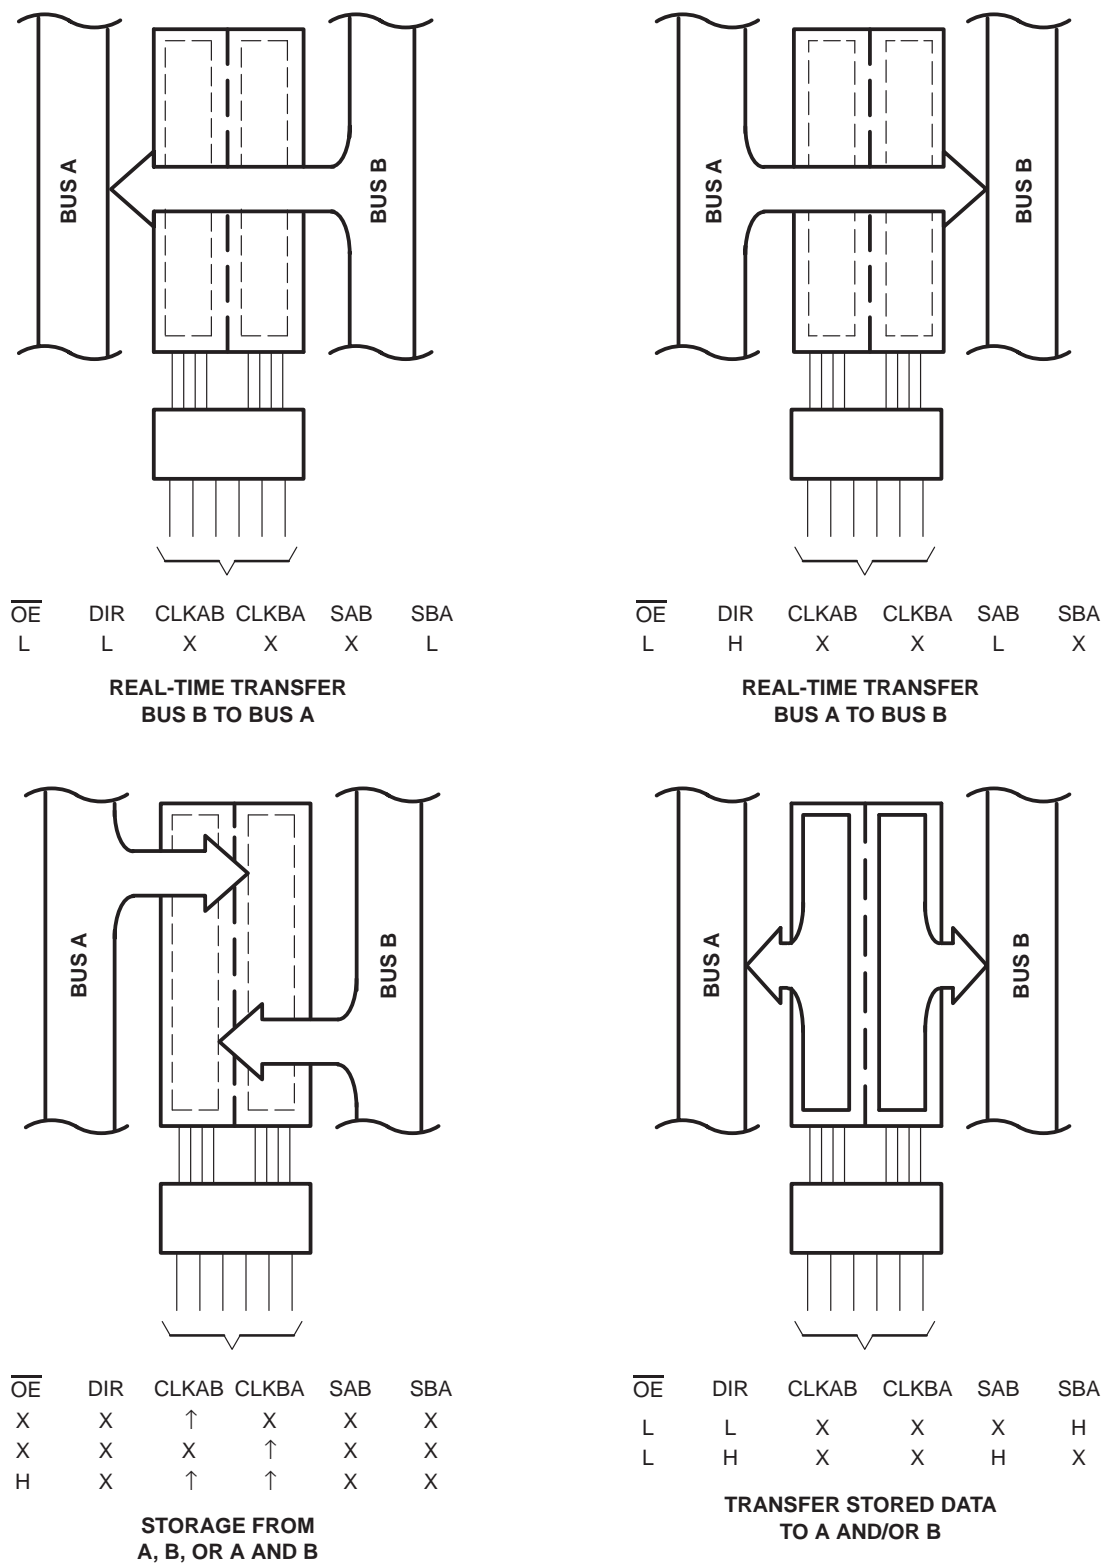 BUS A
BUS B
OE DIR CLKAB CLKBA SAB SBA
L L X X X L
REAL-TIME TRANSFER
BUS B TO BUS A
BUS A
BUS B
OE DIR CLKAB CLKBA SAB SBA
L H X X L X
REAL-TIME TRANSFER
BUS A TO BUS B
BUS A
BUS B
OE DIR CLKAB CLKBA SAB SBA
X X ↑ X X X
X X X ↑ X X
H X ↑ ↑ X X
STORAGE FROM
A, B, OR A AND B
BUS A
BUS B
OE DIR CLKAB CLKBA SAB SBA
L L X X X H
L H X X H X
TRANSFER STORED DATA
TO A AND/OR B